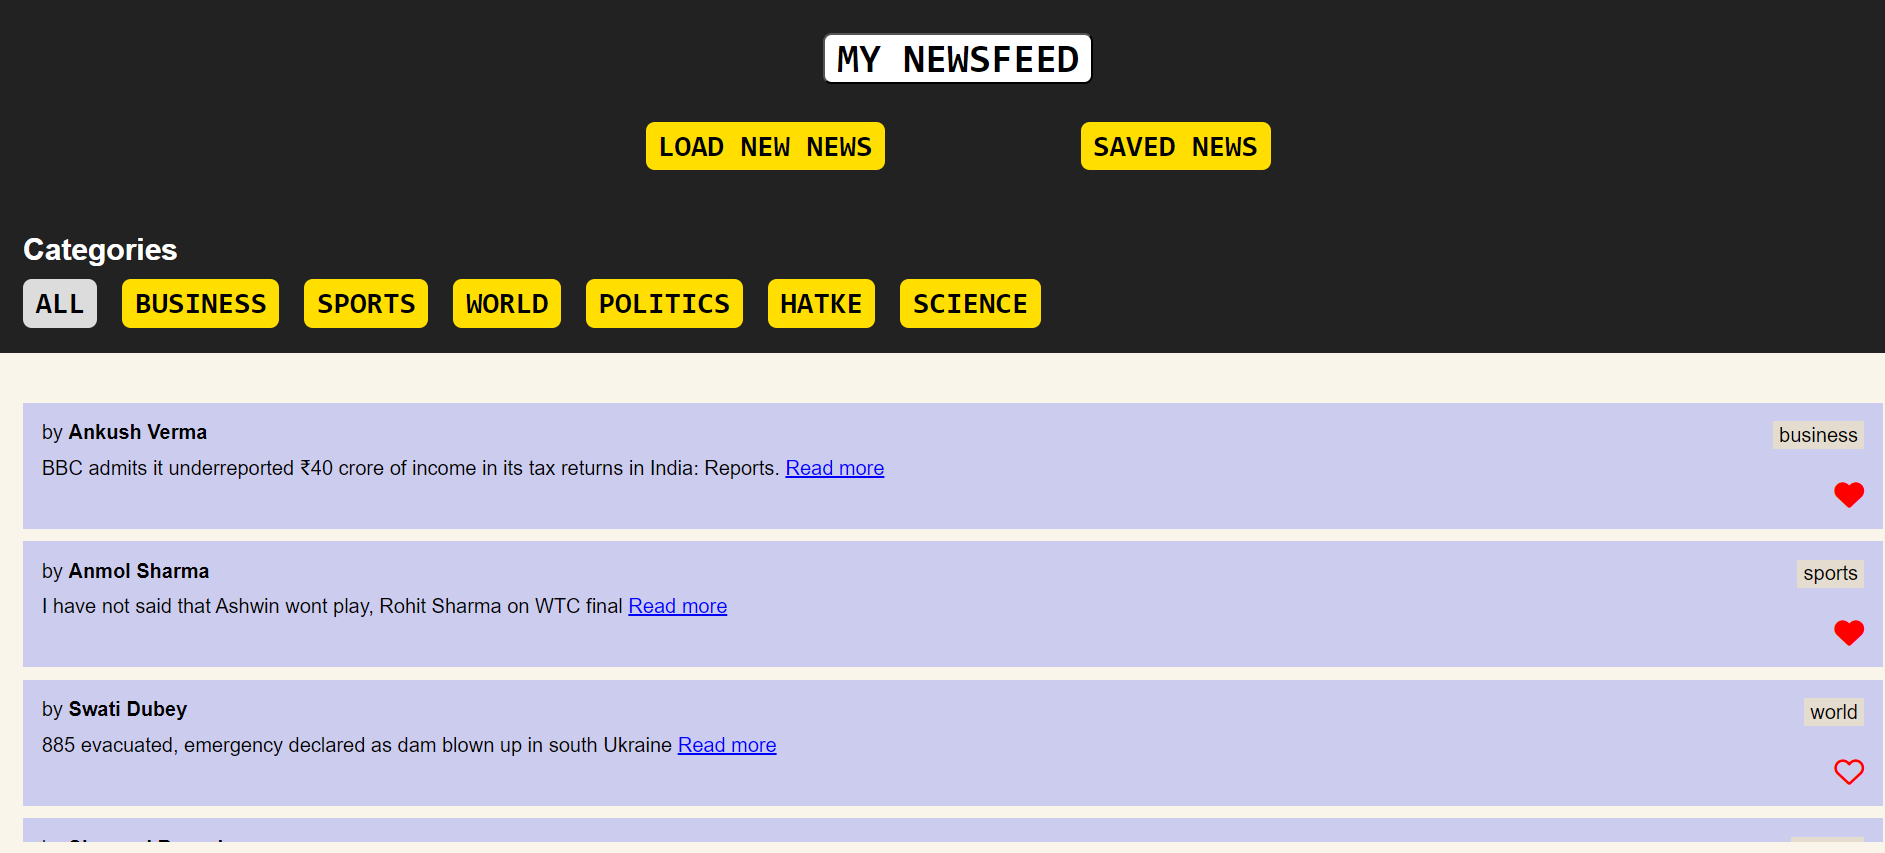 MY NEWSFEED
LOAD NEW NEWS
SAVED NEWS
Categories
ALL
BUSINESS
SPORTS
WORLD
POLITICS
HATKE
SCIENCE
by Ankush Verma
business
BBC admits it underreported ₹40 crore of income in its tax returns in India: Reports. Read more
by Anmol Sharma
sports
I have not said that Ashwin wont play, Rohit Sharma on WTC final Read more
by Swati Dubey
world
885 evacuated, emergency declared as dam blown up in south Ukraine Read more